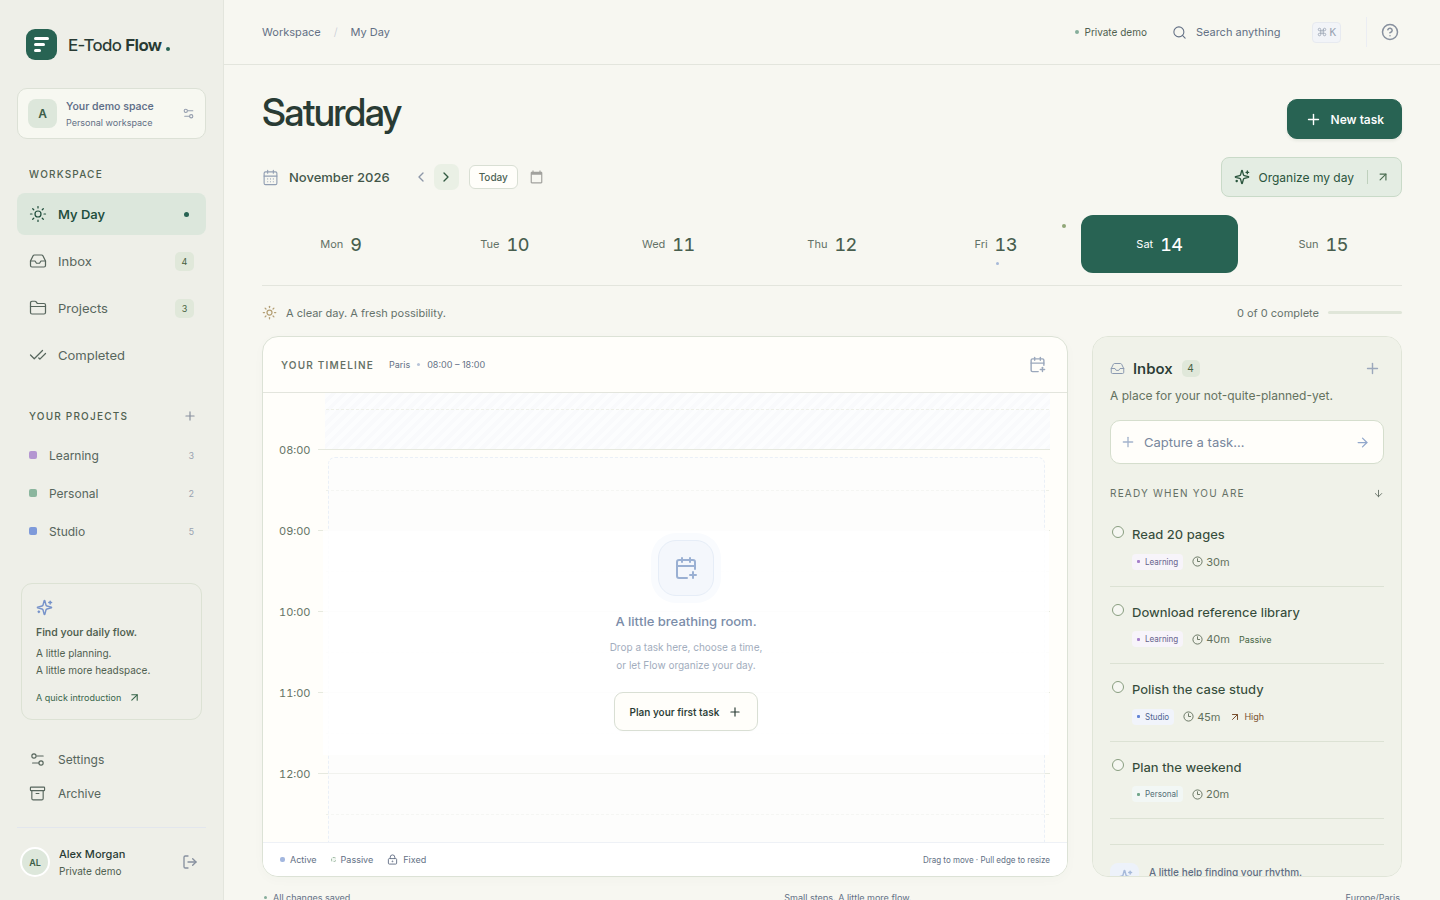 E-Todo Flow.
A
Your demo space
Personal workspace
WORKSPACE
My Day
Inbox 4
Projects 3
Completed
YOUR PROJECTS
Learning 3
Personal 2
Studio 5
Find your daily flow.
A little planning.
A little more headspace.
A quick introduction
Settings
Archive
AL
Alex Morgan
Private demo
Workspace / My Day
Private demo
Search anything
⌘ K
Saturday
New task
November 2026
Today
Organize my day
Mon 9
Tue 10
Wed 11
Thu 12
Fri 13
Sat 14
Sun 15
A clear day. A fresh possibility.
0 of 0 complete
YOUR TIMELINE
Paris • 08:00 – 18:00
08:00
09:00
10:00
11:00
12:00
A little breathing room.
Drop a task here, choose a time,
or let Flow organize your day.
Plan your first task
Active
Passive
Fixed
Drag to move · Pull edge to resize
Inbox 4
A place for your not-quite-planned-yet.
Capture a task...
READY WHEN YOU ARE
Read 20 pages
Learning 30m
Download reference library
Learning 40m Passive
Polish the case study
Studio 45m High
Plan the weekend
Personal 20m
A little help finding your rhythm.
All changes saved
Small steps. A little more flow.
Europe/Paris